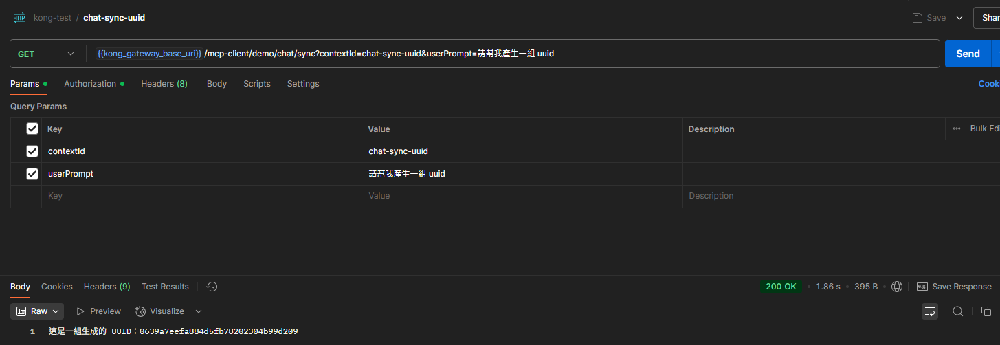 HTTP kong-test / chat-sync-uuid Save Shar
GET {{kong_gateway_base_uri}} /mcp-client/demo/chat/sync?contextId=chat-sync-uuid&userPrompt=請幫我產生一組 uuid Send
Params Authorization Headers (8) Body Scripts Settings Cook
Query Params
Key Value Description Bulk Ed
contextId chat-sync-uuid
userPrompt 請幫我產生一組 uuid
Key Value Description
Body Cookies Headers (9) Test Results 200 OK 1.86 s 395 B e.g. Save Response
Raw Preview Visualize
1 這是一組生成的 UUID：0639a7eefa884d5fb78202304b99d209